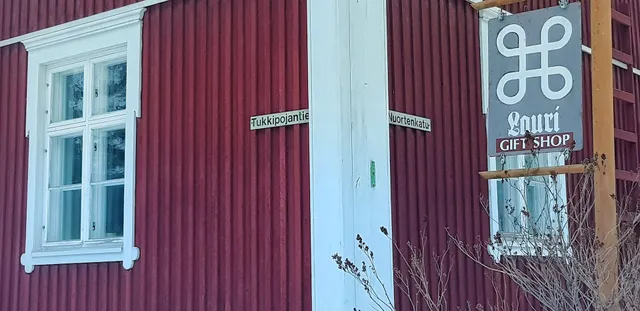 Tukkipojantie
Nuortenkatu
Lauri
GIFT SHOP